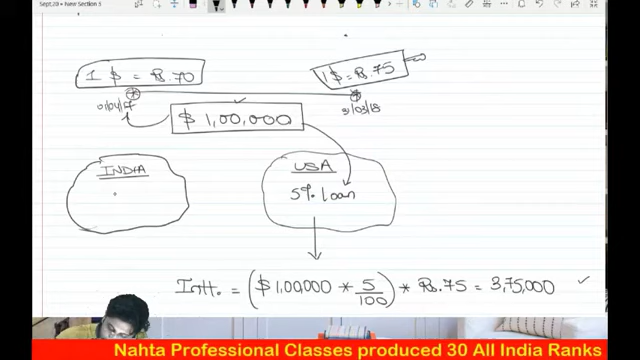 Sept.20 » New Section 3
1 $ = Rs.70
1 $ = Rs.75
01/04/17
31/03/18
$ 1,00,000
INDIA
USA
5% loan
Intt. = ($ 1,00,000 * 5/100) * Rs.75 = 3,75,000 ✓
Nahta Professional Classes produced 30 All India Ranks